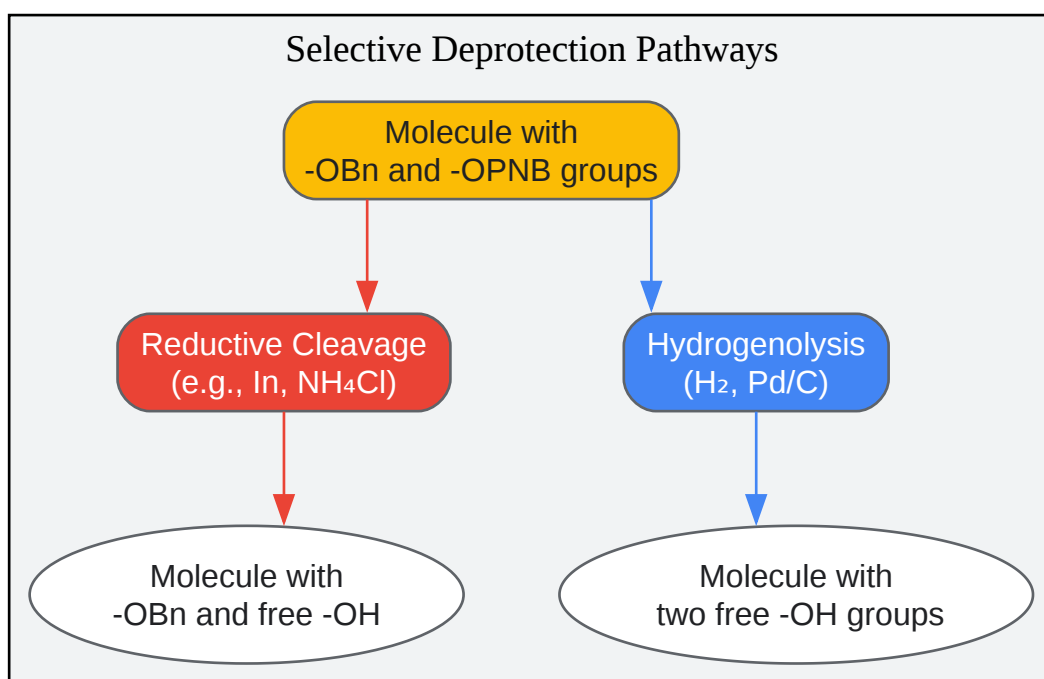 Selective Deprotection Pathways
Molecule with
-OBn and -OPNB groups
Reductive Cleavage
(e.g., In, NH₄Cl)
Hydrogenolysis
(H₂, Pd/C)
Molecule with
-OBn and free -OH
Molecule with
two free -OH groups